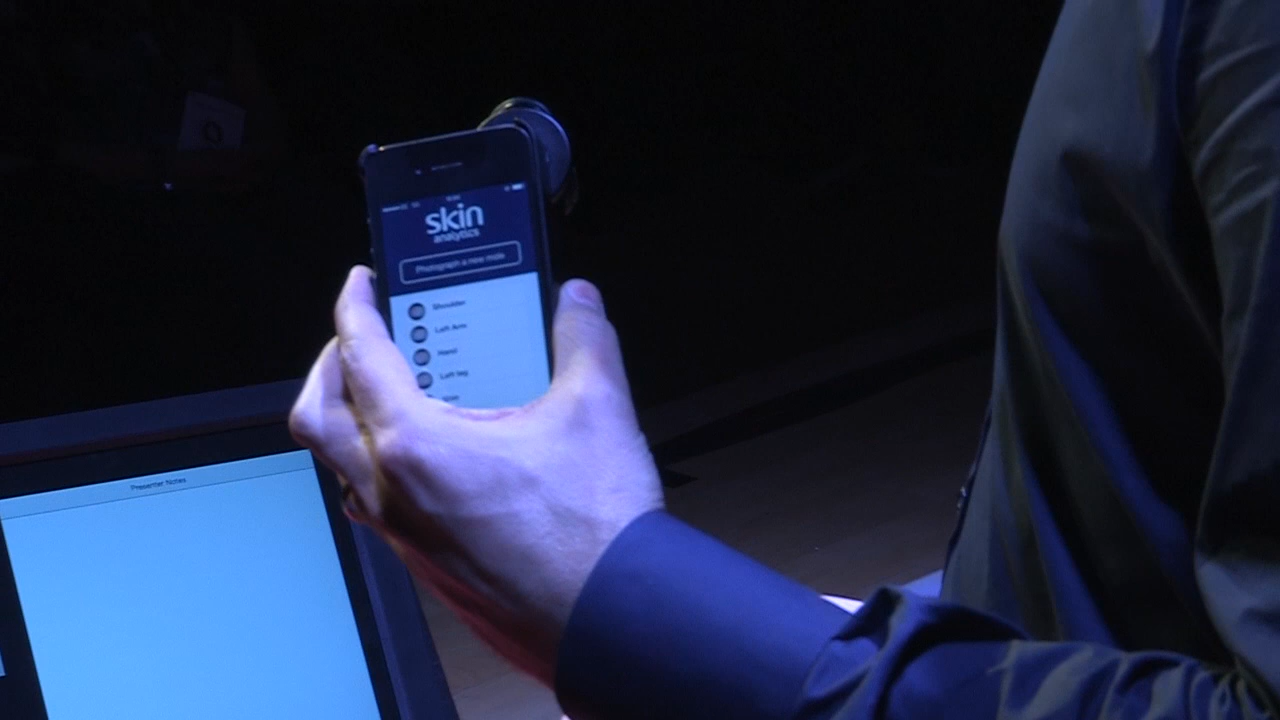 skin
analytics
Photograph a new mole
Shoulder
Left Arm
Hand
Left leg
Presenter Notes